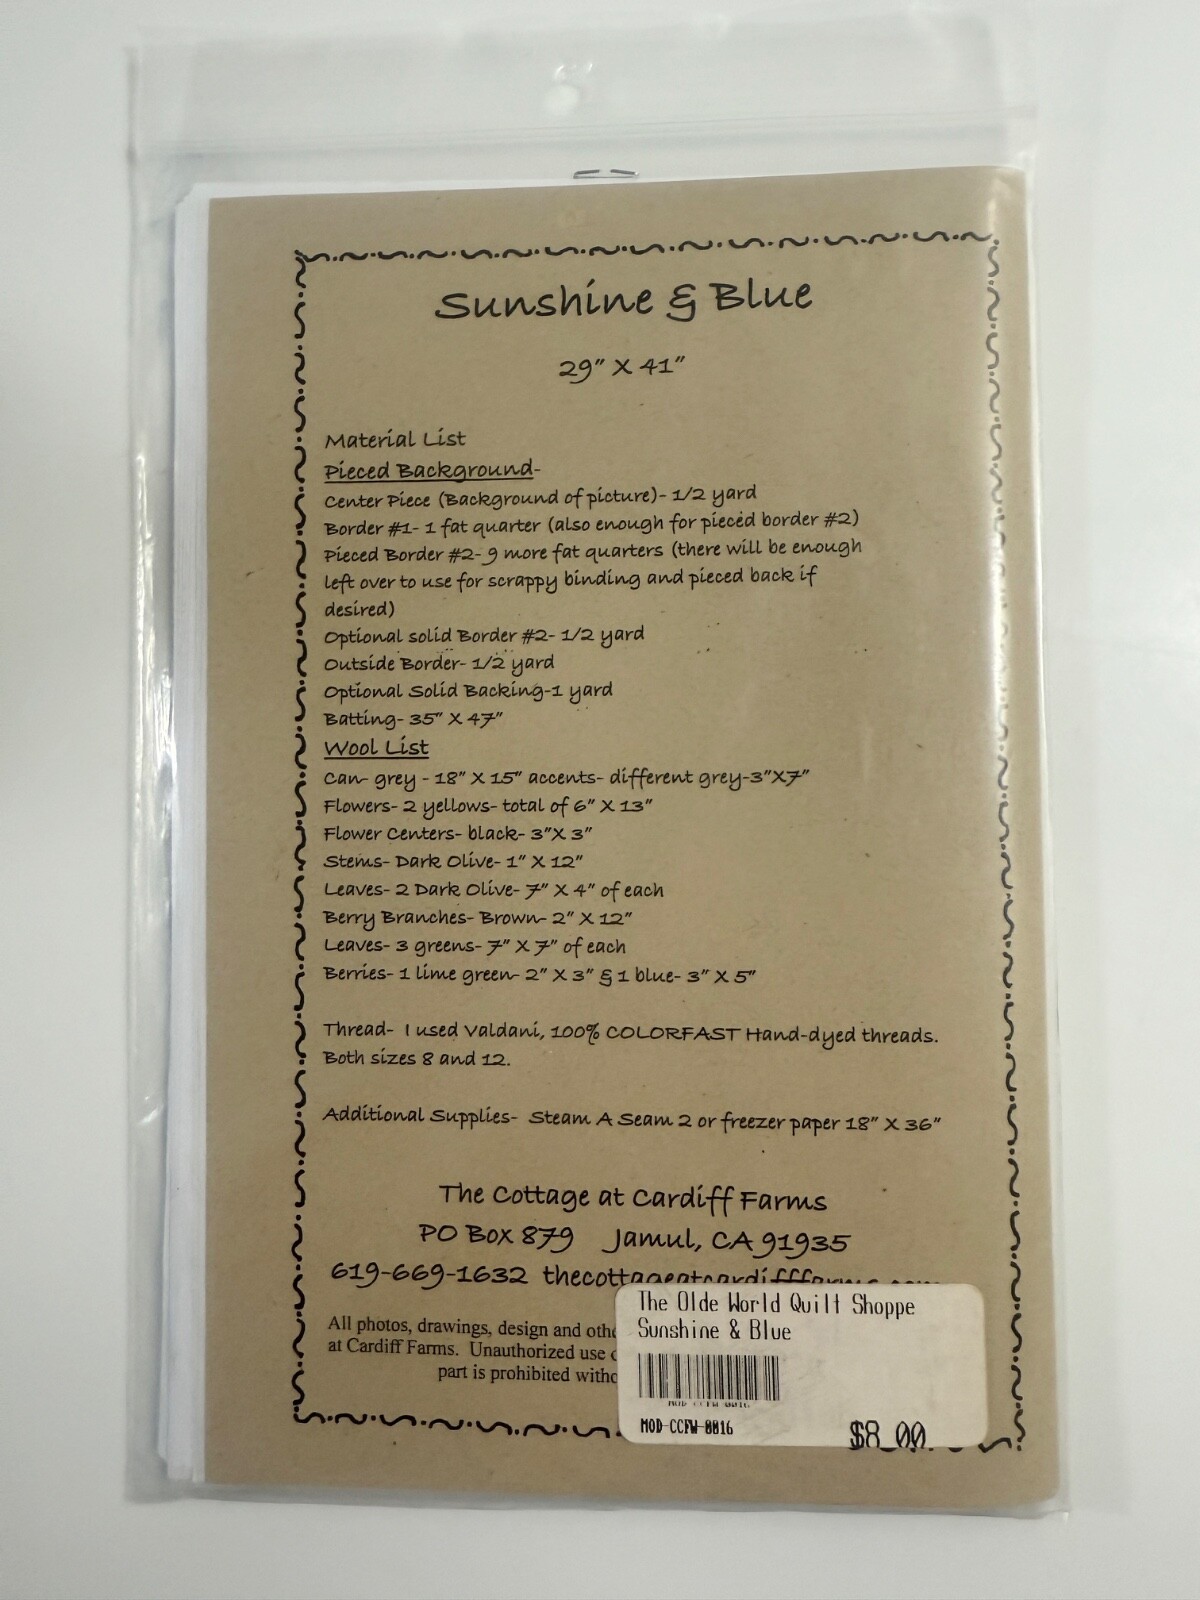 Sunshine & Blue
29" X 41"
Material List
Pieced Background-
Center Piece (Background of picture)- 1/2 yard
Border #1- 1 fat quarter (also enough for pieced border #2)
Pieced Border #2- 9 more fat quarters (there will be enough
left over to use for scrappy binding and pieced back if
desired)
Optional solid Border #2- 1/2 yard
Outside Border- 1/2 yard
Optional Solid Backing-1 yard
Batting- 35" X 47"
Wool List
Can- grey - 18" X 15" accents- different grey-3"X7"
Flowers- 2 yellows- total of 6" X 13"
Flower Centers- black- 3"X 3"
Stems- Dark Olive- 1" X 12"
Leaves- 2 Dark Olive- 7" X 4" of each
Berry Branches- Brown- 2" X 12"
Leaves- 3 greens- 7" X 7" of each
Berries- 1 lime green- 2" X 3" & 1 blue- 3" X 5"
Thread- I used Valdani, 100% COLORFAST Hand-dyed threads.
Both sizes 8 and 12.
Additional Supplies- Steam A Seam 2 or freezer paper 18" X 36"
The Cottage at Cardiff Farms
PO Box 879 Jamul, CA 91935
619-669-1632 thecottageatcardifffarms.com
All photos, drawings, design and
at Cardiff Farms. Unauthorized use
part is prohibited
The Olde World Quilt Shoppe
Sunshine & Blue
MOD-CCFW-0016
MOD-CCFW-0016
$8.00